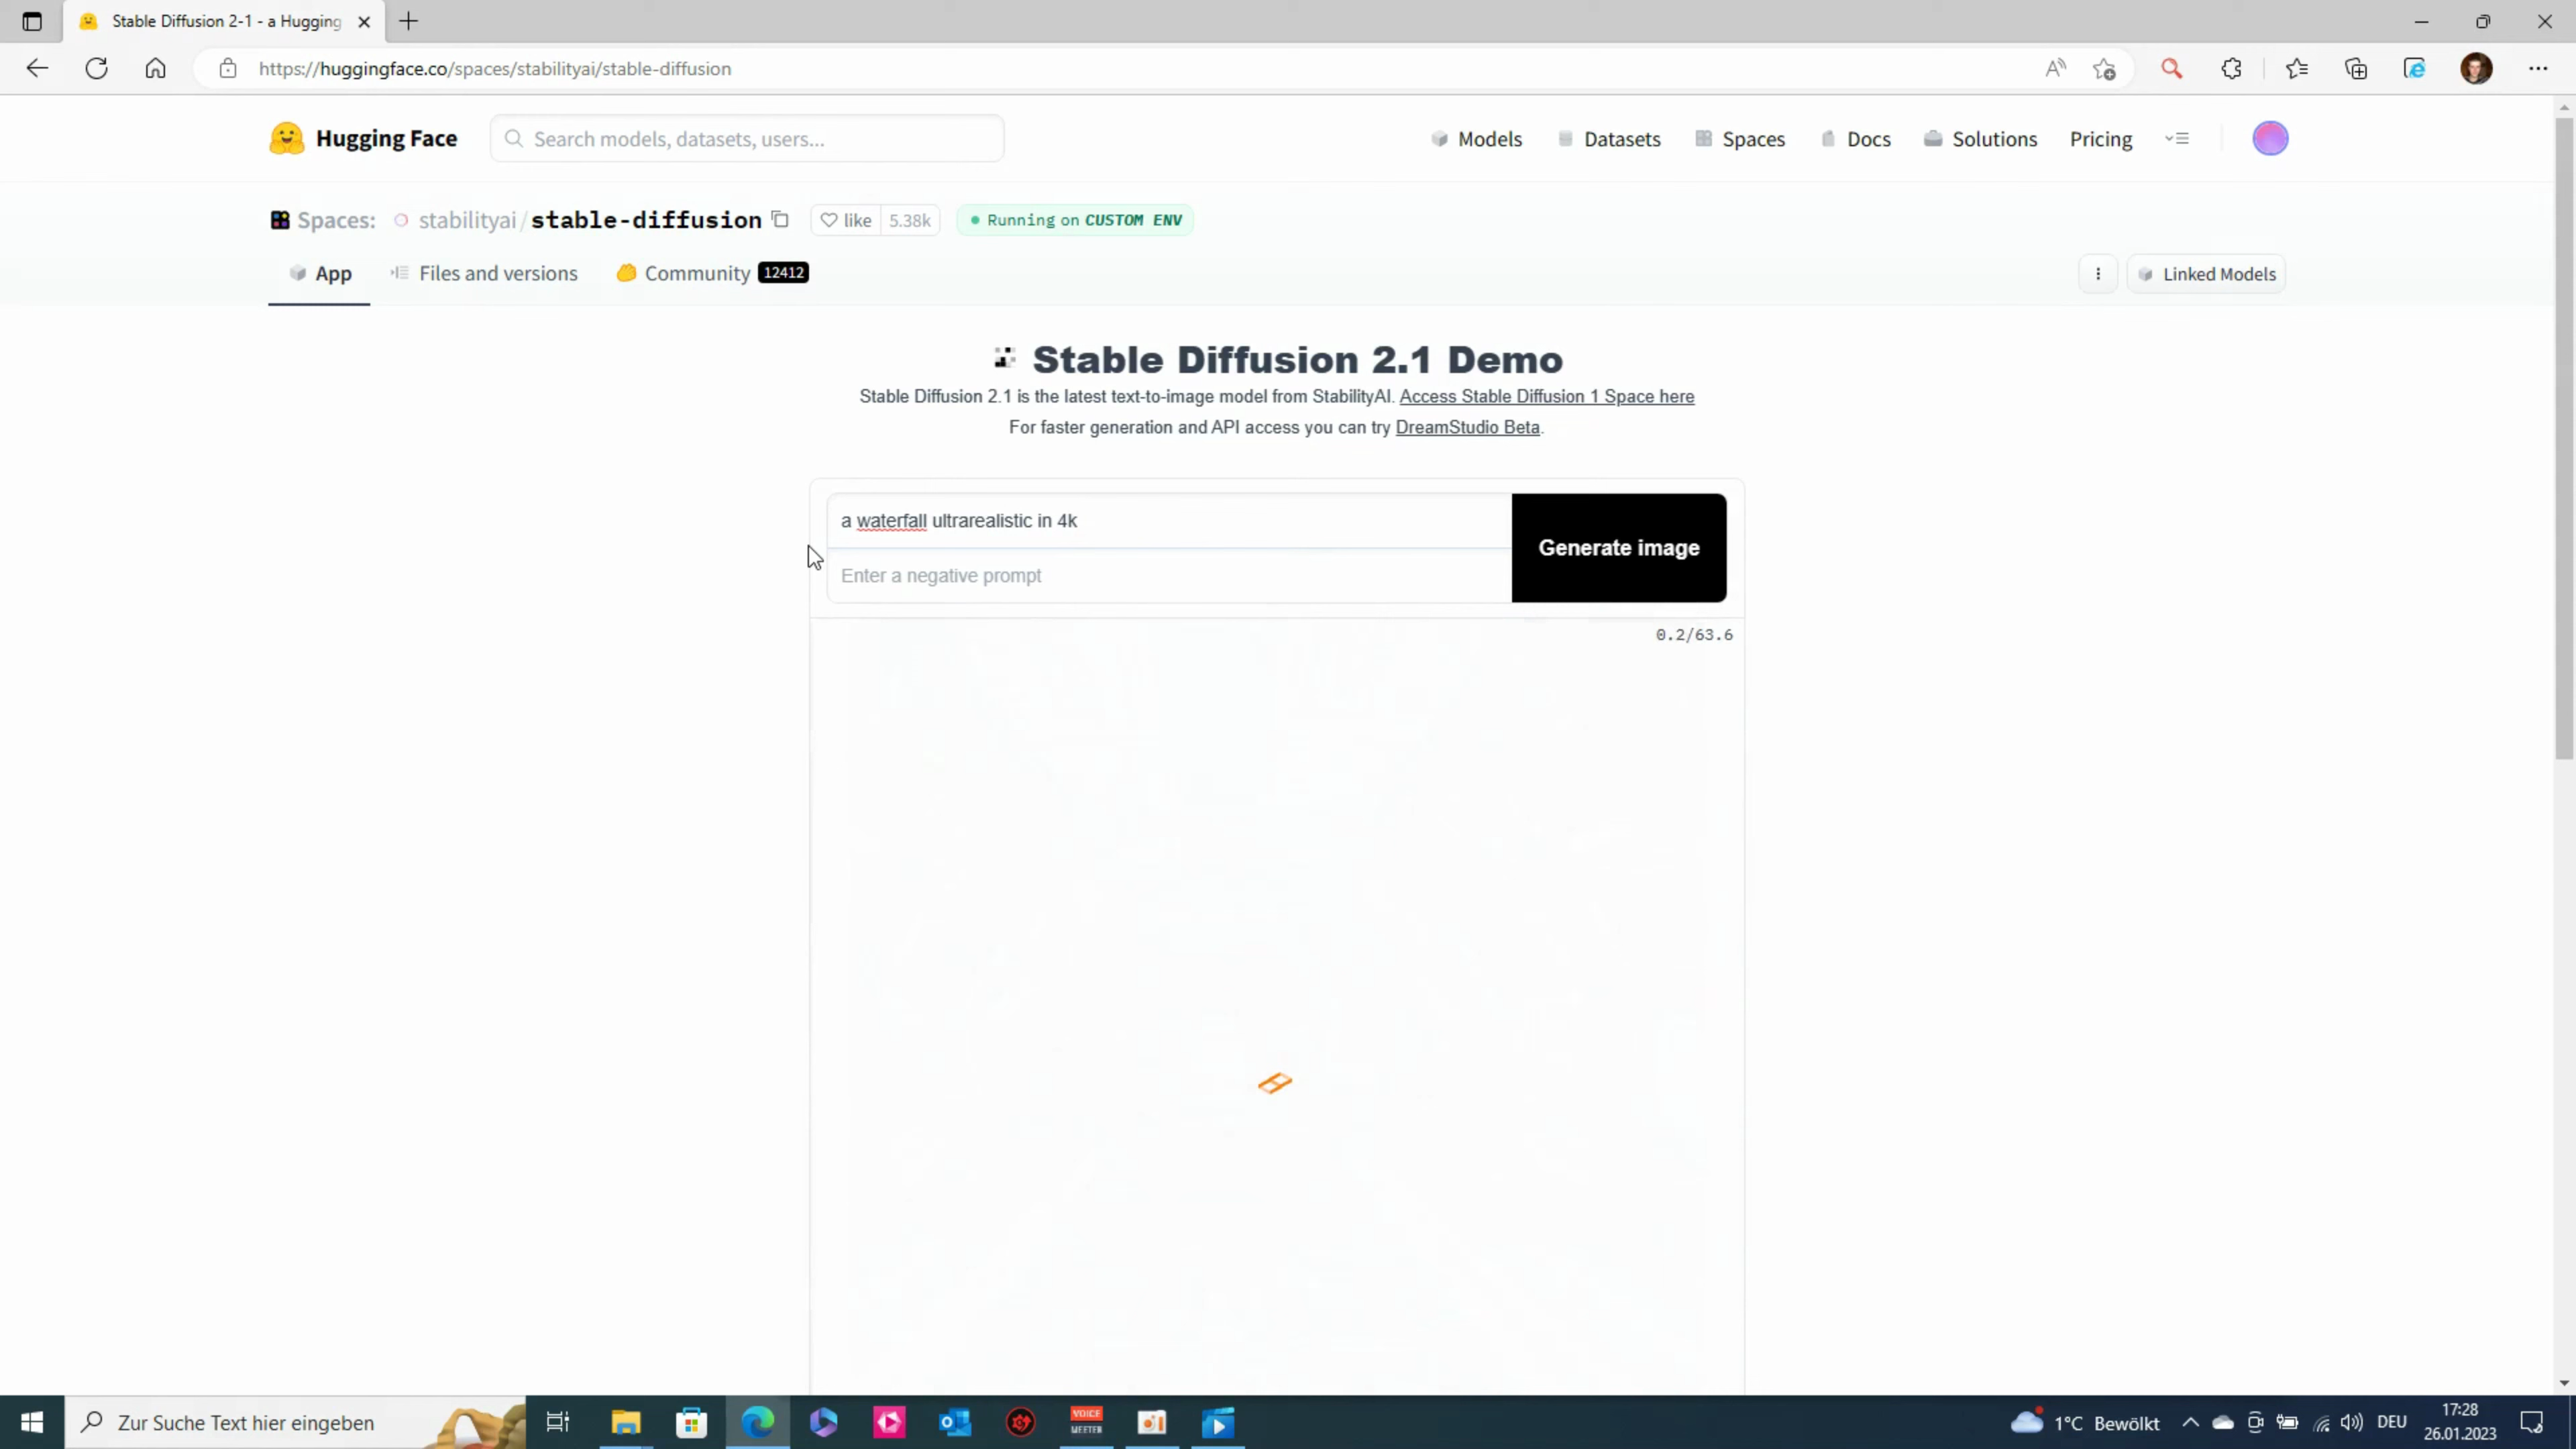 Stable Diffusion 2-1 - a Hugging
https://huggingface.co/spaces/stabilityai/stable-diffusion
Hugging Face
Search models, datasets, users...
Models
Datasets
Spaces
Docs
Solutions
Pricing
Spaces:
stabilityai/stable-diffusion
like
5.38k
Running on CUSTOM ENV
App
Files and versions
Community
12412
Linked Models
Stable Diffusion 2.1 Demo
Stable Diffusion 2.1 is the latest text-to-image model from StabilityAI. Access Stable Diffusion 1 Space here
For faster generation and API access you can try DreamStudio Beta.
a waterfall ultrarealistic in 4k
Generate image
Enter a negative prompt
0.2/63.6
Zur Suche Text hier eingeben
VOICE
MEETER
1°C Bewölkt
DEU
17:28
26.01.2023